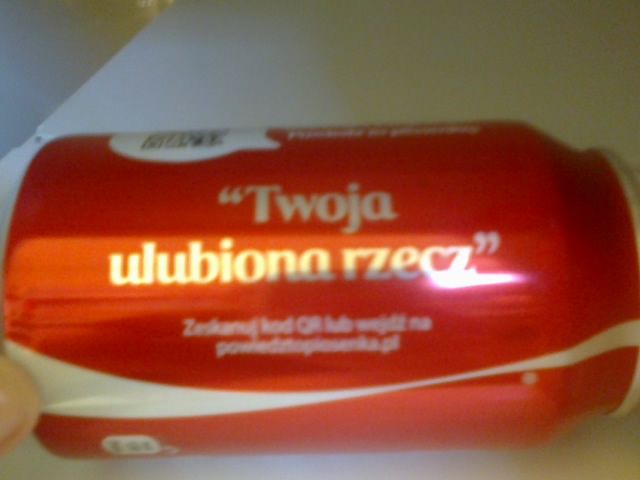 “Twoja
ulubiona rzecz”
Zeskanuj kod QR lub wejdź na
powiedztopiosenka.pl